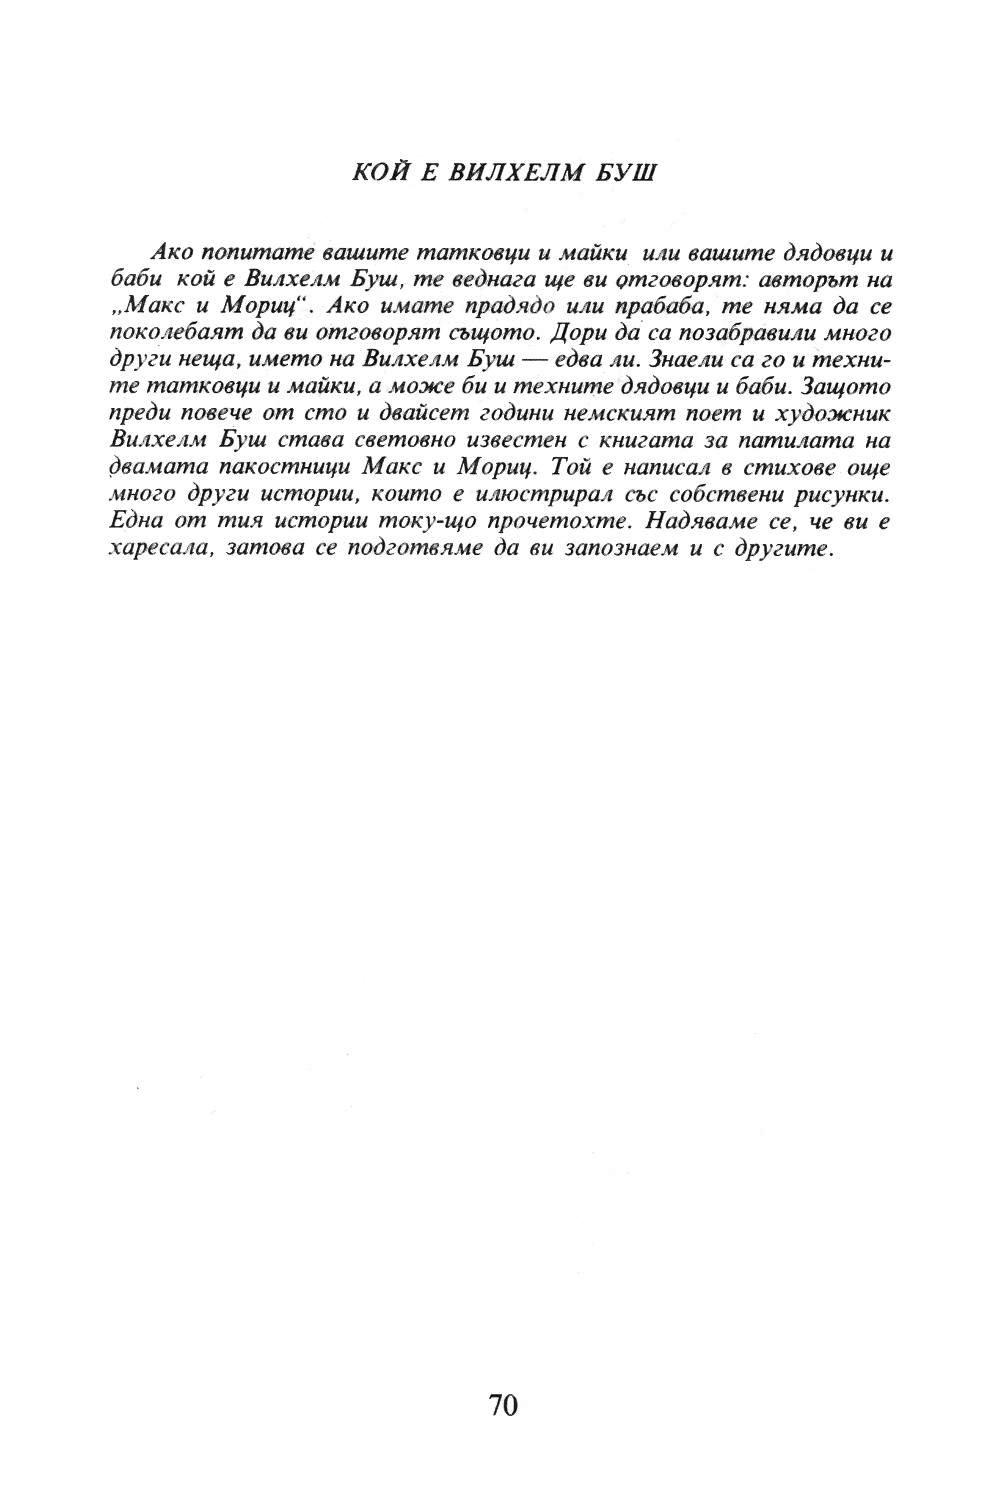 КОЙ Е ВИЛХЕЛМ БУШ
Ако попитате вашите татковци и майки или вашите дядовци и
баби кой е Вилхелм Буш, те веднага ще ви отговорят: авторът на
„Макс и Мориц“. Ако имате прадядо или прабаба, те няма да се
поколебаят да ви отговорят същото. Дори да са позабравили много
други неща, името на Вилхелм Буш — едва ли. Знаели са го и техни-
те татковци и майки, а може би и техните дядовци и баби. Защото
преди повече от сто и двайсет години немският поет и художник
Вилхелм Буш става световно известен с книгата за патилата на
двамата пакостници Макс и Мориц. Той е написал в стихове още
много други истории, които е илюстрирал със собствени рисунки.
Една от тия истории току-що прочетохте. Надяваме се, че ви е
харесала, затова се подготвяме да ви запознаем и с другите.
70